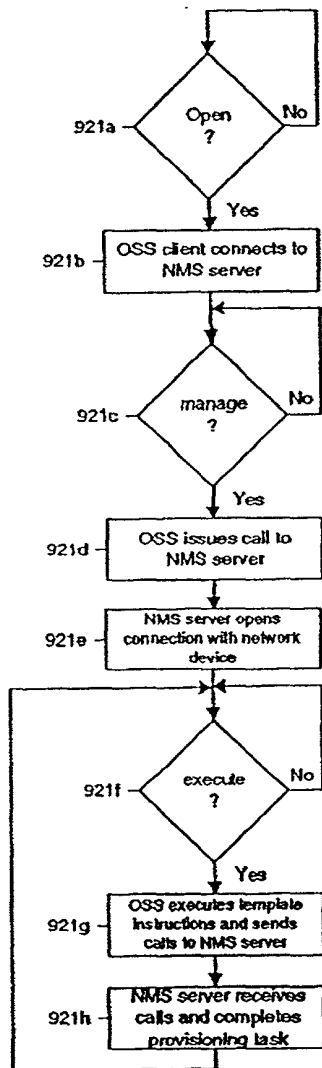 Open
?
No
921a
Yes
OSS client connects to
NMS server
921b
manage
?
No
921c
Yes
OSS issues call to
NMS server
921d
NMS server opens
connection with network
device
921e
execute
?
No
921f
Yes
OSS executes template
instructions and sends
calls to NMS server
921g
NMS server receives
calls and completes
provisioning task
921h